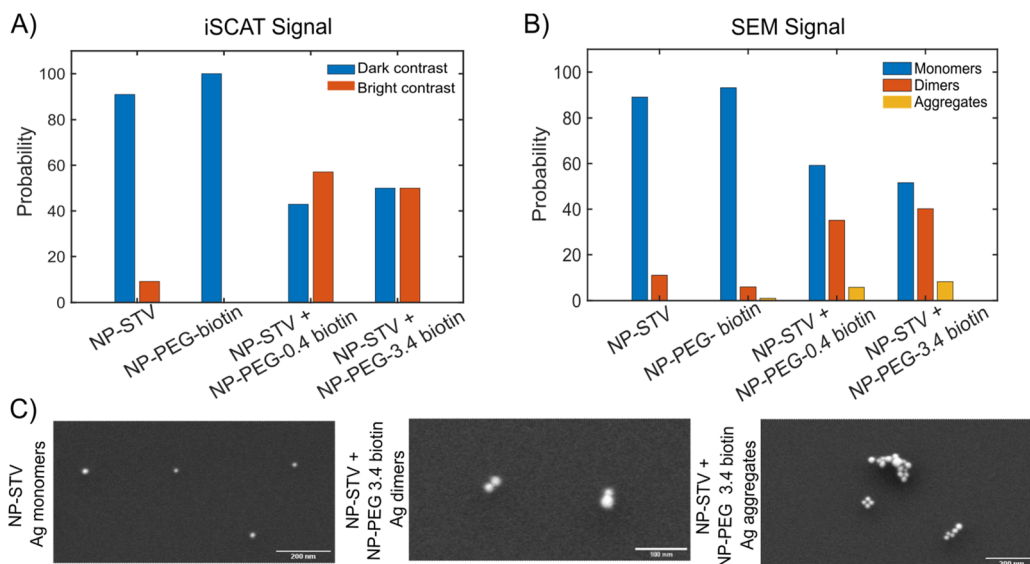 A)
iSCAT Signal
Probability
100
80
60
40
20
0
Dark contrast
Bright contrast
NP-STV
NP-PEG-biotin
NP-STV +
NP-PEG-0.4 biotin
NP-STV +
NP-PEG-3.4 biotin
B)
SEM Signal
Probability
100
80
60
40
20
0
Monomers
Dimers
Aggregates
NP-STV
NP-PEG- biotin
NP-STV +
NP-PEG-0.4 biotin
NP-STV +
NP-PEG-3.4 biotin
C)
NP-STV
Ag monomers
200 nm
NP-STV +
NP-PEG 3.4 biotin
Ag dimers
100 nm
NP-STV +
NP-PEG 3.4 biotin
Ag aggregates
200 nm